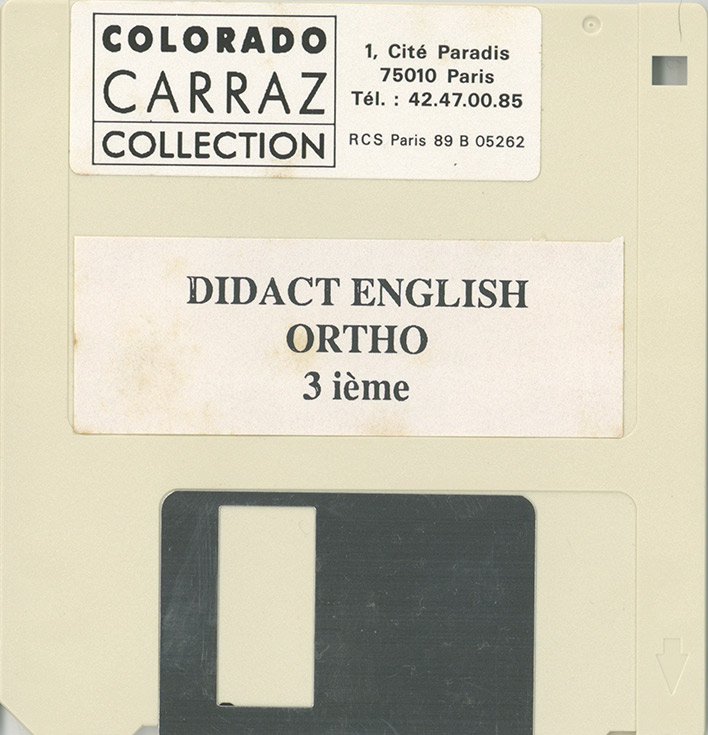 COLORADO
CARRAZ
COLLECTION
1, Cité Paradis
75010 Paris
Tél. : 42.47.00.85
RCS Paris 89 B 05262
DIDACT ENGLISH
ORTHO
3 ième